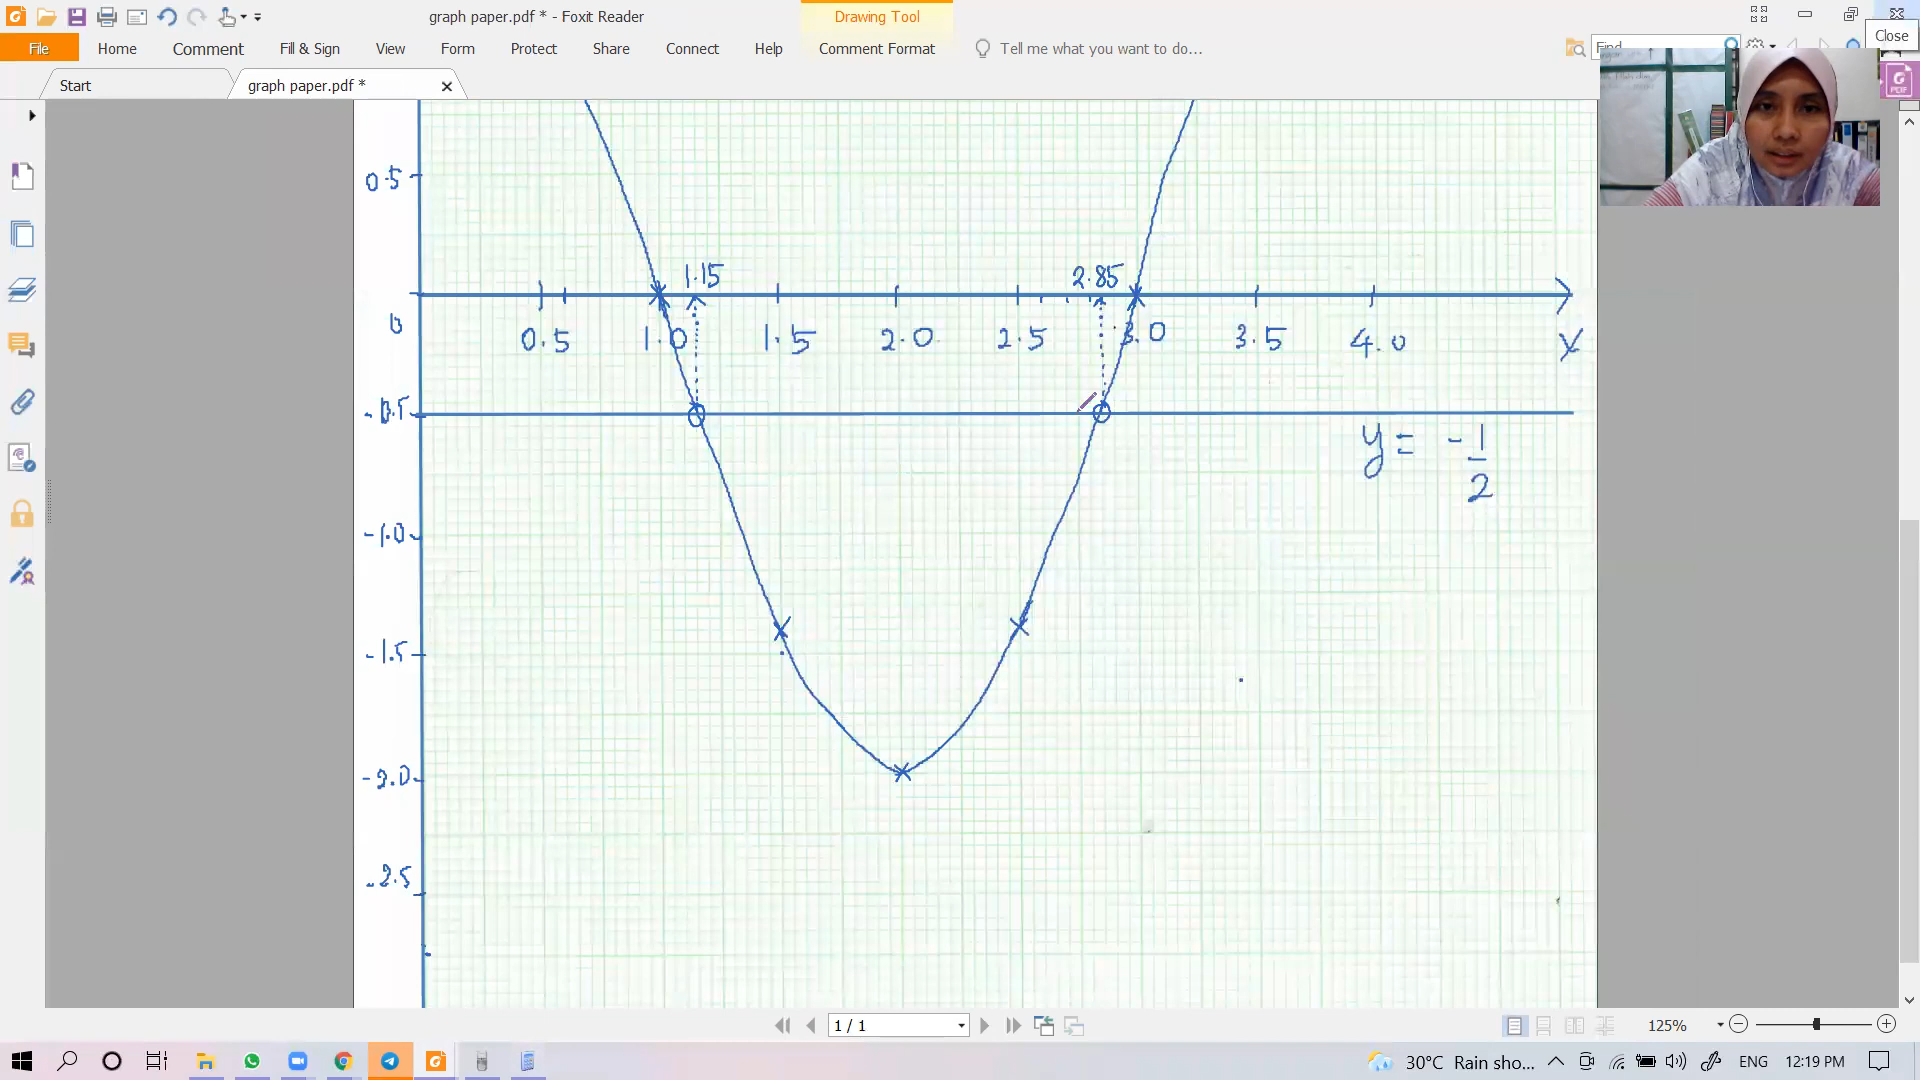 graph paper.pdf * - Foxit Reader
Drawing Tool
File Home Comment Fill & Sign View Form Protect Share Connect Help Comment Format Tell me what you want to do... Find
Close
Start graph paper.pdf *
PDF
0.5
1.15 2.85
0.5 1.0 1.5 2.0 2.5 3.0 3.5 4.0 x
-0.5
y = -1/2
-1.0
-1.5
-2.0
-2.5
1 / 1
125%
30°C Rain sho... ENG 12:19 PM